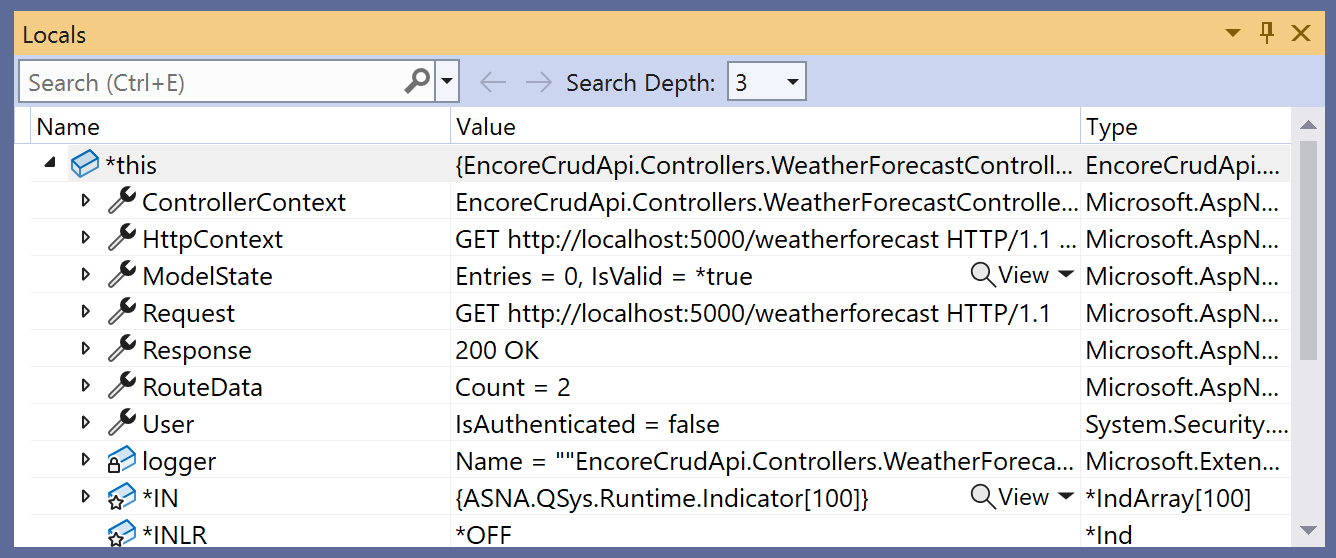 Locals
Search (Ctrl+E) Search Depth: 3
Name Value Type
*this {EncoreCrudApi.Controllers.WeatherForecastControll... EncoreCrudApi....
ControllerContext EncoreCrudApi.Controllers.WeatherForecastControlle... Microsoft.AspN...
HttpContext GET http://localhost:5000/weatherforecast HTTP/1.1 ... Microsoft.AspN...
ModelState Entries = 0, IsValid = *true View Microsoft.AspN...
Request GET http://localhost:5000/weatherforecast HTTP/1.1 Microsoft.AspN...
Response 200 OK Microsoft.AspN...
RouteData Count = 2 Microsoft.AspN...
User IsAuthenticated = false System.Security....
logger Name = ""EncoreCrudApi.Controllers.WeatherForeca... Microsoft.Exten...
*IN {ASNA.QSys.Runtime.Indicator[100]} View *IndArray[100]
*INLR *OFF *Ind